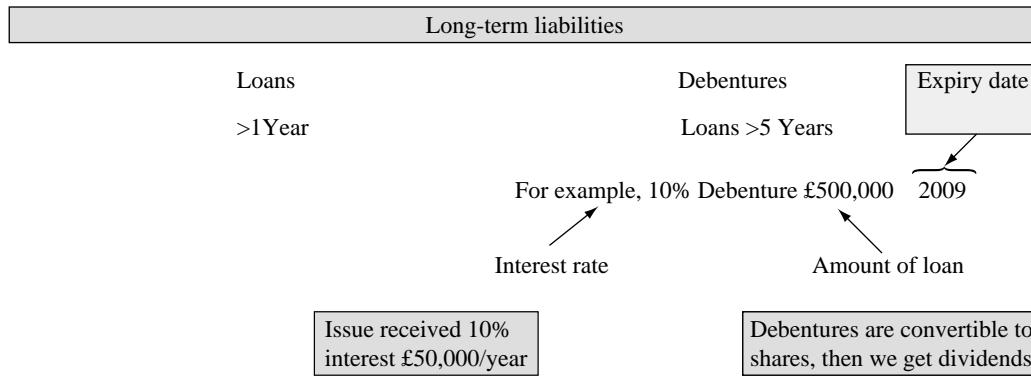 Long-term liabilities
Loans
Debentures
Expiry date
>1Year
Loans >5 Years
For example, 10% Debenture £500,000 2009
Interest rate
Amount of loan
Issue received 10%
interest £50,000/year
Debentures are convertible to
shares, then we get dividends